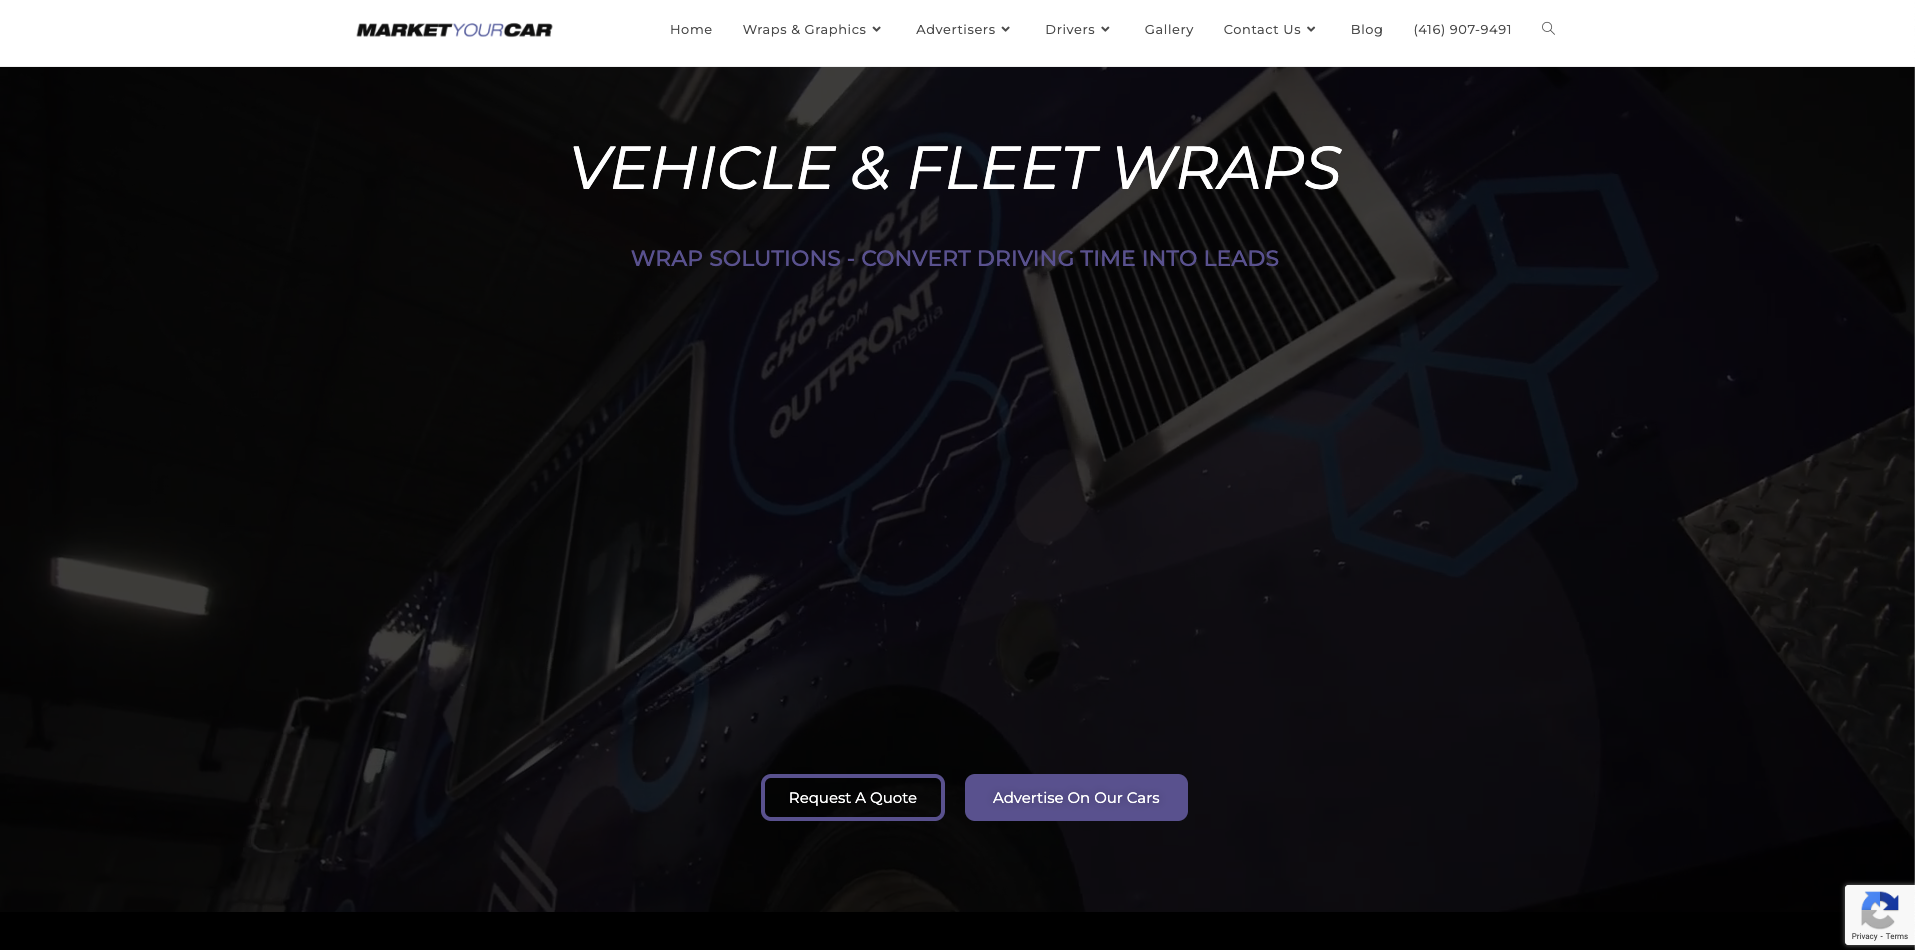 MARKETYOURCAR
Home
Wraps & Graphics
Advertisers
Drivers
Gallery
Contact Us
Blog
(416) 907-9491
VEHICLE & FLEET WRAPS
WRAP SOLUTIONS - CONVERT DRIVING TIME INTO LEADS
FREE HOT
CHOCOLATE
FROM
OUTFRONT
media
Request A Quote
Advertise On Our Cars
Privacy - Terms